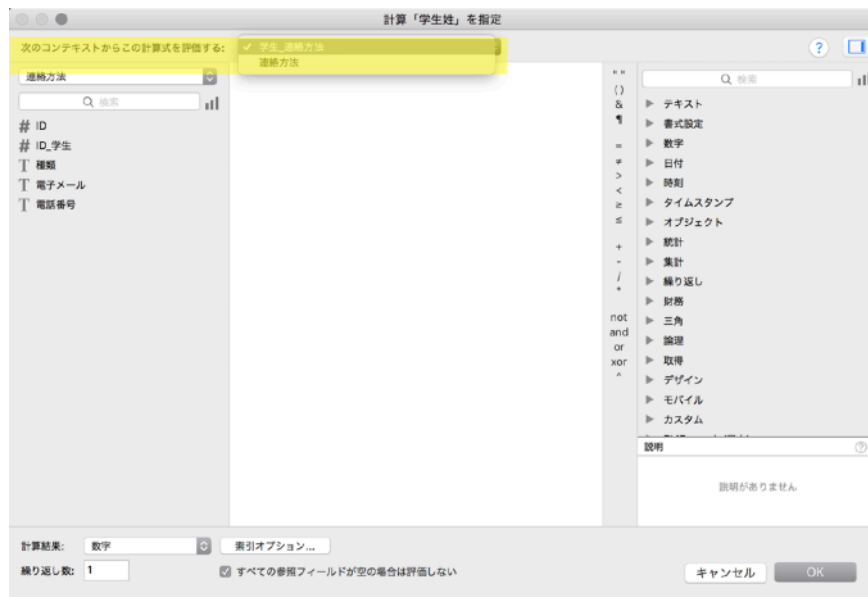 計算「学生姓」を指定
次のコンテキストからこの計算式を評価する:
✓ 学生_連絡方法
連絡方法
?
連絡方法
検索
# ID
# ID_学生
T 種類
T 電子メール
T 電話番号
" "
( )
&
¶
=
≠
>
<
≥
≤
+
-
/
*
not
and
or
xor
^
検索
テキスト
書式設定
数字
日付
時刻
タイムスタンプ
オブジェクト
統計
集計
繰り返し
財務
三角
論理
取得
デザイン
モバイル
カスタム
説明
?
説明がありません
計算結果: 数字 索引オプション...
繰り返し数: 1 すべての参照フィールドが空の場合は評価しない
キャンセル OK